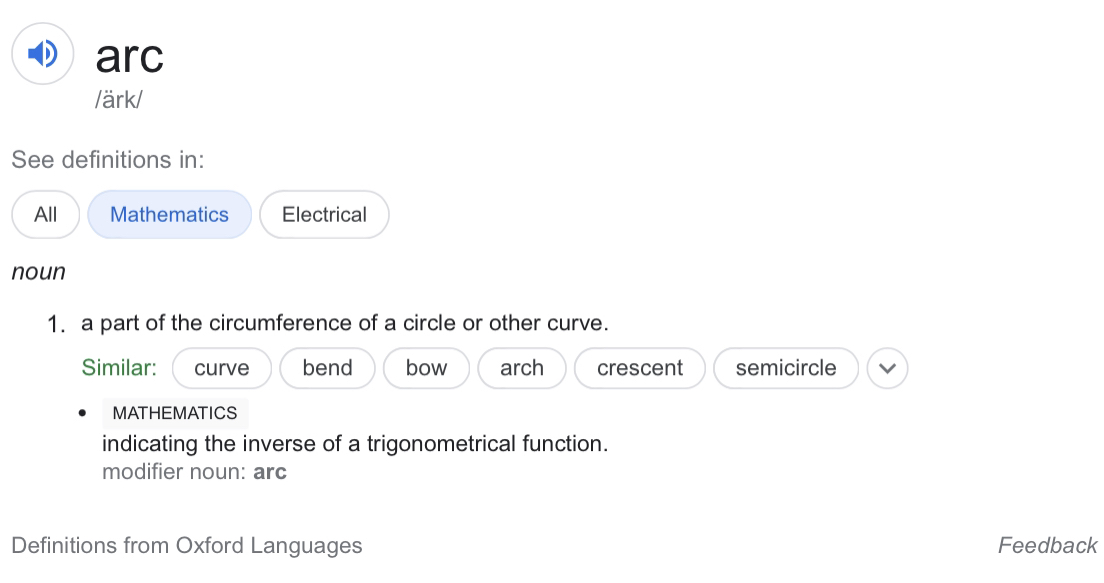 arc
/ärk/
See definitions in:
All Mathematics Electrical
noun
1. a part of the circumference of a circle or other curve.
Similar: curve bend bow arch crescent semicircle
• MATHEMATICS
indicating the inverse of a trigonometrical function.
modifier noun: arc
Definitions from Oxford Languages Feedback